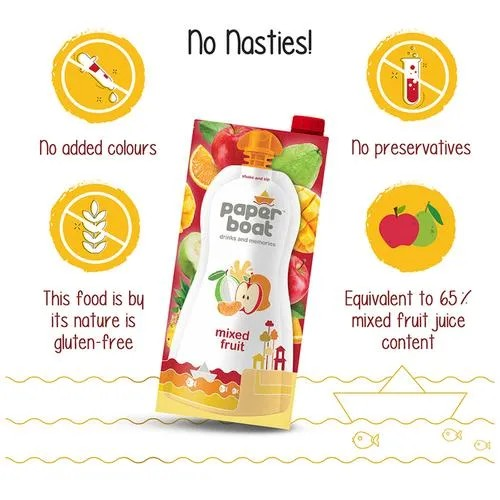 No Nasties!
No added colours
No preservatives
shake and sip
paper
boat
drinks and memories
mixed
fruit
This food is by
its nature is
gluten-free
Equivalent to 65%
mixed fruit juice
content